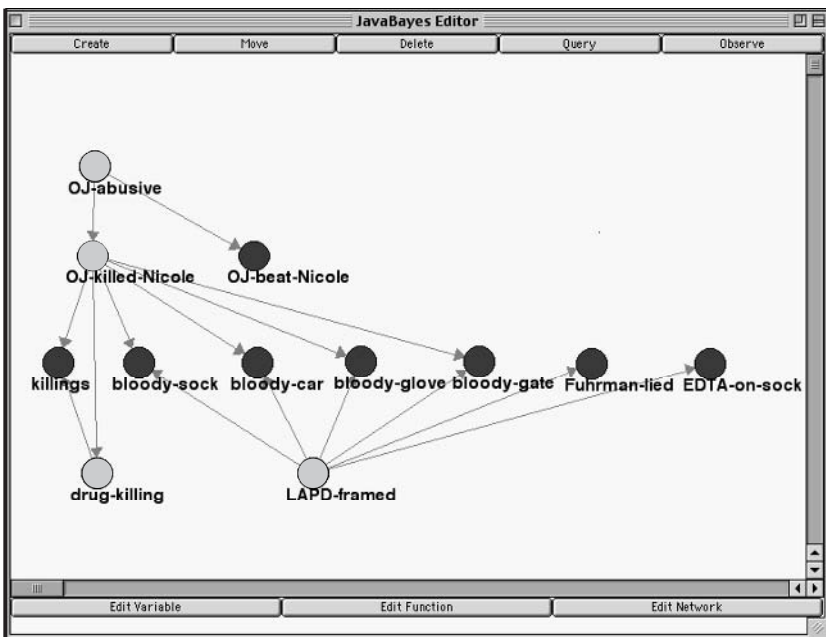 JavaBayes Editor
Create Move Delete Query Observe
OJ-abusive
OJ-killed-Nicole OJ-beat-Nicole
killings bloody-sock bloody-car bloody-glove bloody-gate Fuhrman-lied EDTA-on-sock
drug-killing LAPD-framed
Edit Variable Edit Function Edit Network